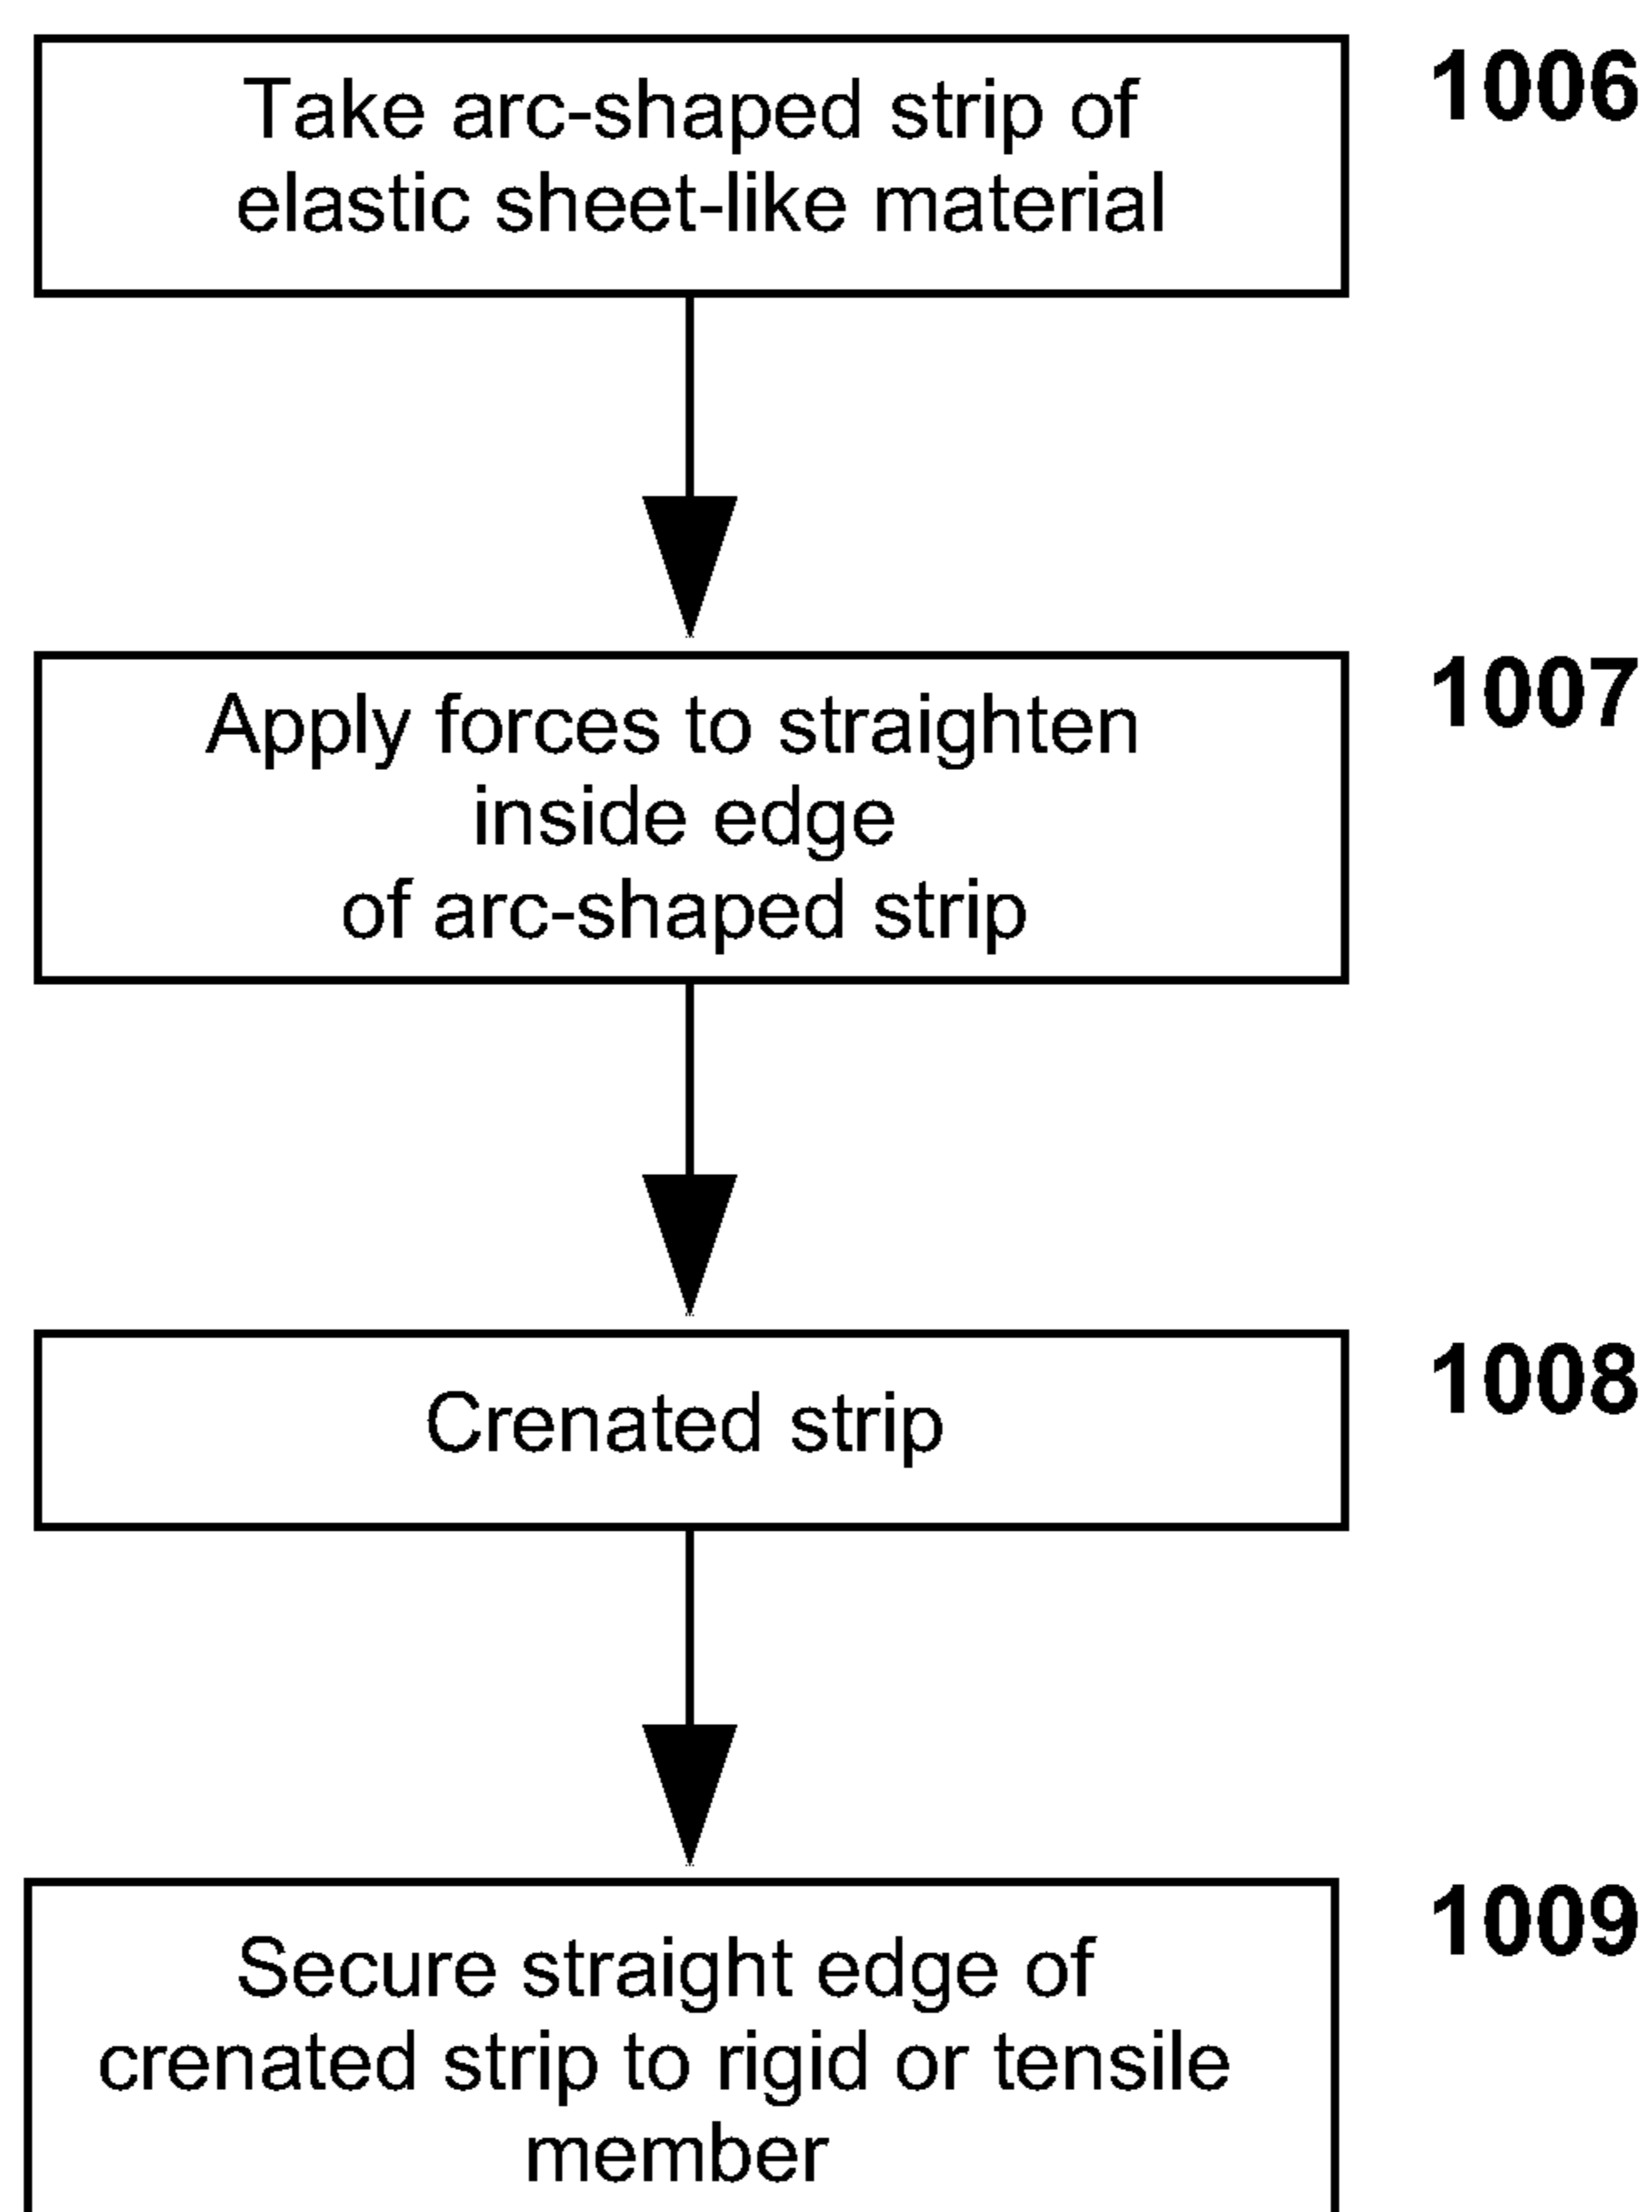 Take arc-shaped strip of
elastic sheet-like material
1006
Apply forces to straighten
inside edge
of arc-shaped strip
1007
Crenated strip
1008
Secure straight edge of
crenated strip to rigid or tensile
member
1009